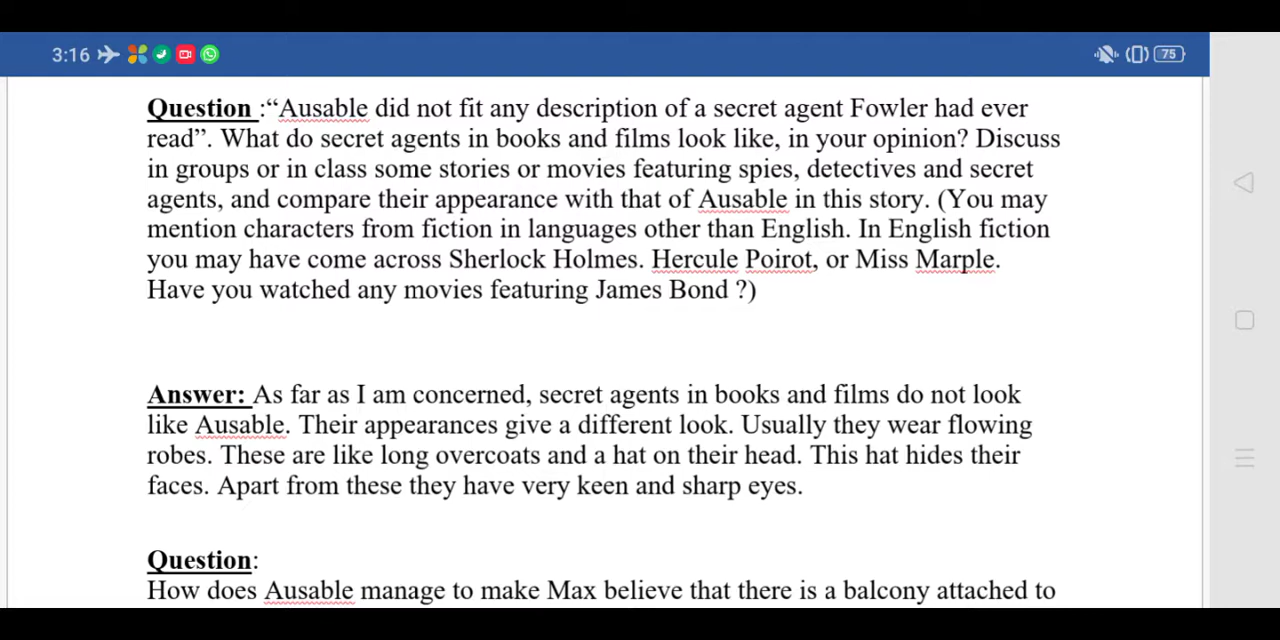 3:16
75
Question :“Ausable did not fit any description of a secret agent Fowler had ever
read”. What do secret agents in books and films look like, in your opinion? Discuss
in groups or in class some stories or movies featuring spies, detectives and secret
agents, and compare their appearance with that of Ausable in this story. (You may
mention characters from fiction in languages other than English. In English fiction
you may have come across Sherlock Holmes. Hercule Poirot, or Miss Marple.
Have you watched any movies featuring James Bond ?)
Answer: As far as I am concerned, secret agents in books and films do not look
like Ausable. Their appearances give a different look. Usually they wear flowing
robes. These are like long overcoats and a hat on their head. This hat hides their
faces. Apart from these they have very keen and sharp eyes.
Question:
How does Ausable manage to make Max believe that there is a balcony attached to